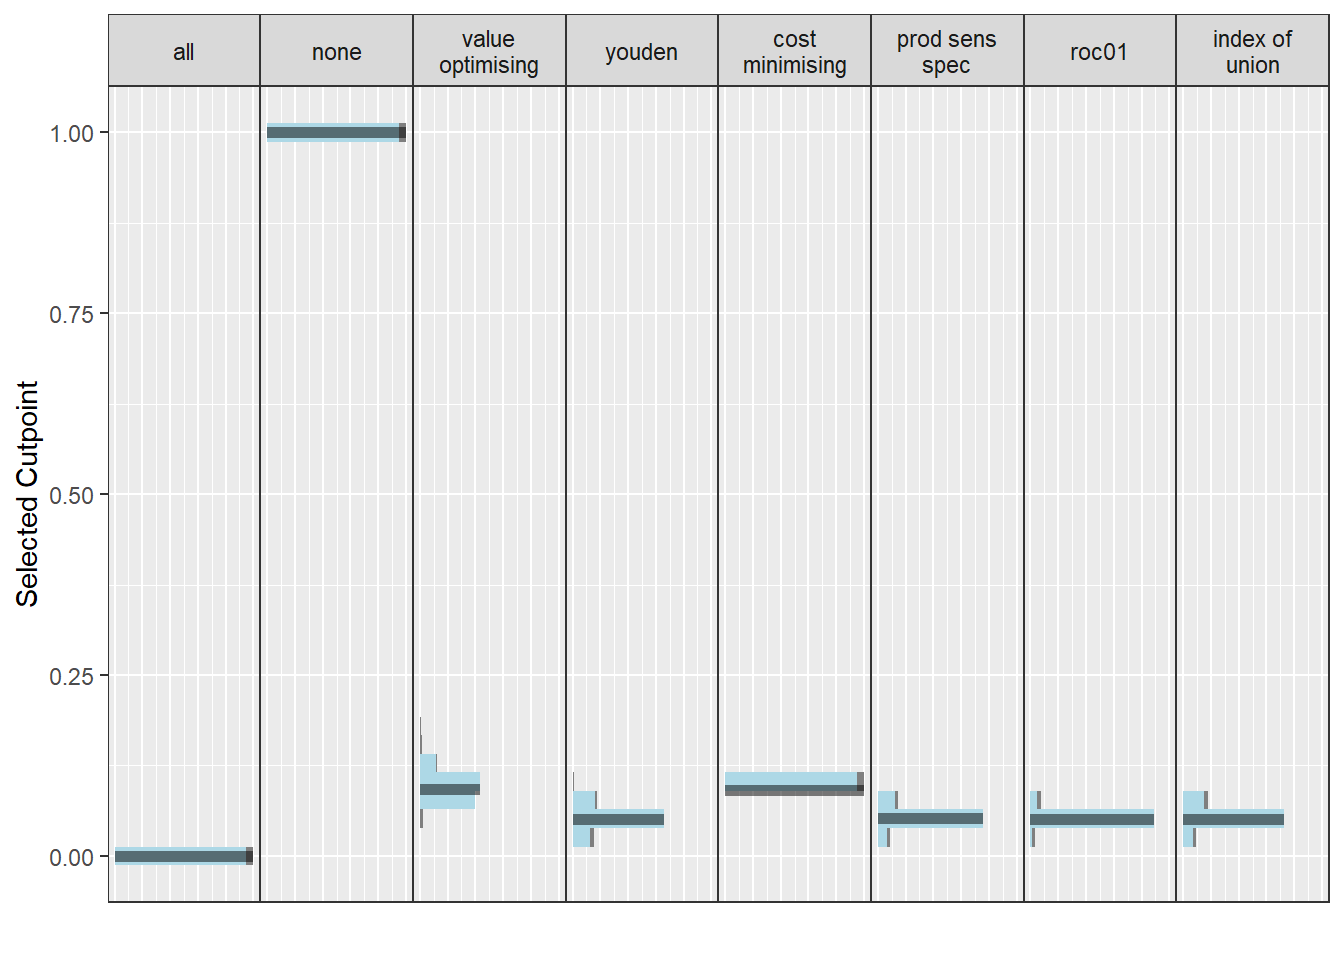 all
none
value
optimising
youden
cost
minimising
prod sens
spec
roc01
index of
union
1.00
0.75
0.50
0.25
0.00
Selected Cutpoint